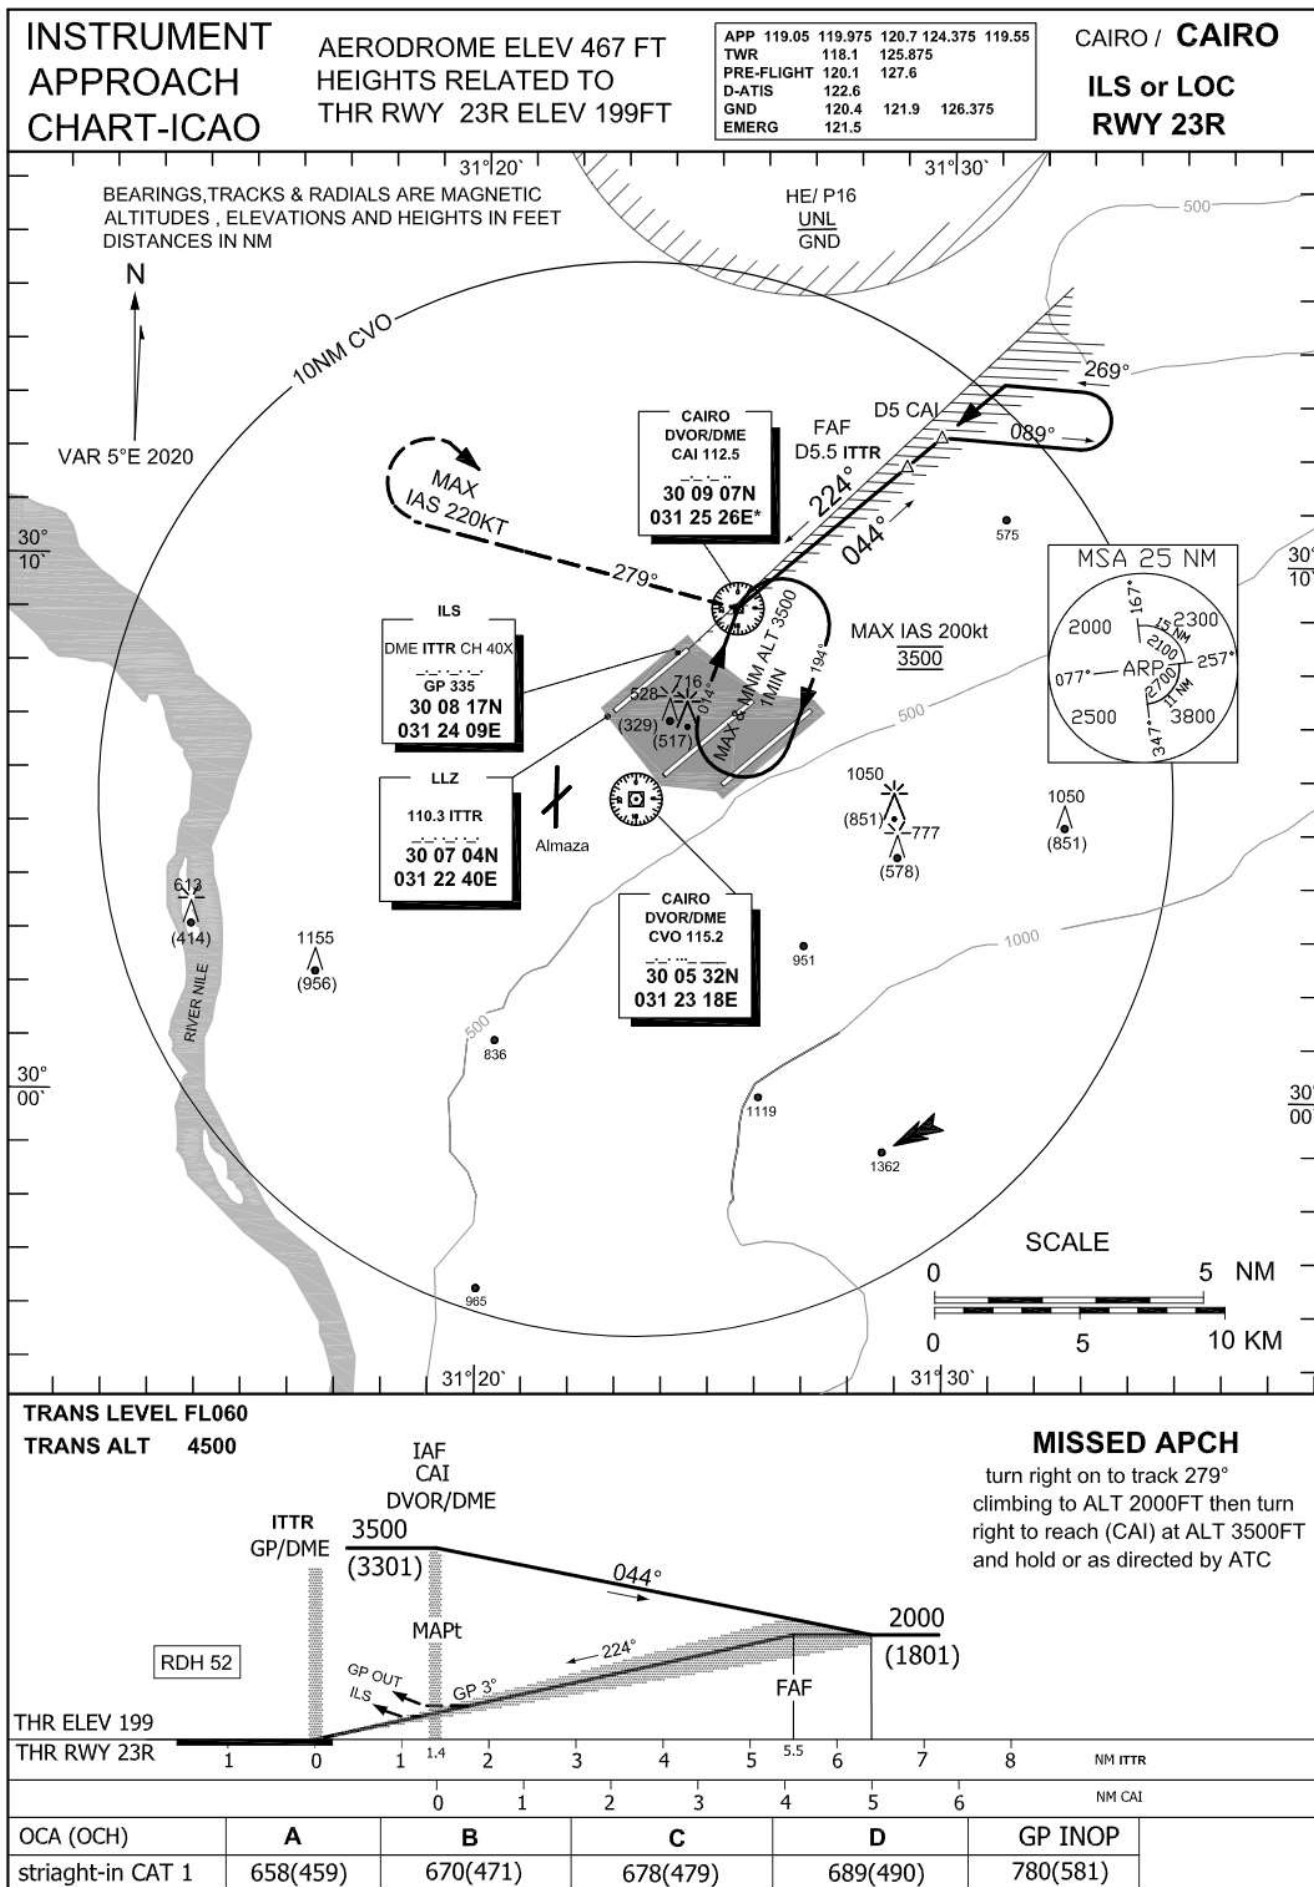 INSTRUMENT
APPROACH
CHART-ICAO
AERODROME ELEV 467 FT
HEIGHTS RELATED TO
THR RWY 23R ELEV 199FT
APP 119.05 119.975 120.7 124.375 119.55
TWR 118.1 125.875
PRE-FLIGHT 120.1 127.6
D-ATIS 122.6
GND 120.4 121.9 126.375
EMERG 121.5
CAIRO / CAIRO
ILS or LOC
RWY 23R
31°20` 31°30`
BEARINGS,TRACKS & RADIALS ARE MAGNETIC
ALTITUDES , ELEVATIONS AND HEIGHTS IN FEET
DISTANCES IN NM
HE/ P16
UNL
GND
500
N
VAR 5°E 2020
10NM CVO
269°
D5 CAI
089°
FAF
D5.5 ITTR
224°
044°
CAIRO
DVOR/DME
CAI 112.5
_._. ._ ..
30 09 07N
031 25 26E*
MAX
IAS 220KT
279°
575
30°
10`
30°
10`
MSA 25 NM
167°
2000
2300
15 NM
2100
077°
ARP
257°
2700
11 NM
2500
3800
347°
ILS
DME ITTR CH 40X
GP 335
30 08 17N
031 24 09E
MAX IAS 200kt
3500
MAX & MNM ALT 3500
1MIN
194°
014°
716
528
(329)
(517)
500
LLZ
110.3 ITTR
30 07 04N
031 22 40E
Almaza
1050
(851)
777
(578)
1050
(851)
CAIRO
DVOR/DME
CVO 115.2
_._. ..._ ___
30 05 32N
031 23 18E
613
(414)
RIVER NILE
1155
(956)
951
1000
500
836
30°
00`
30°
00`
1119
1362
965
SCALE
0 5 NM
0 5 10 KM
31°20` 31°30`
TRANS LEVEL FL060
TRANS ALT 4500
IAF
CAI
DVOR/DME
ITTR
GP/DME
3500
(3301)
044°
MISSED APCH
turn right on to track 279°
climbing to ALT 2000FT then turn
right to reach (CAI) at ALT 3500FT
and hold or as directed by ATC
MAPt
224°
2000
(1801)
RDH 52
GP OUT
ILS
GP 3°
FAF
THR ELEV 199
THR RWY 23R
1 0 1 1.4 2 3 4 5 5.5 6 7 8 NM ITTR
0 1 2 3 4 5 6 NM CAI
OCA (OCH) A B C D GP INOP
striaght-in CAT 1 658(459) 670(471) 678(479) 689(490) 780(581)